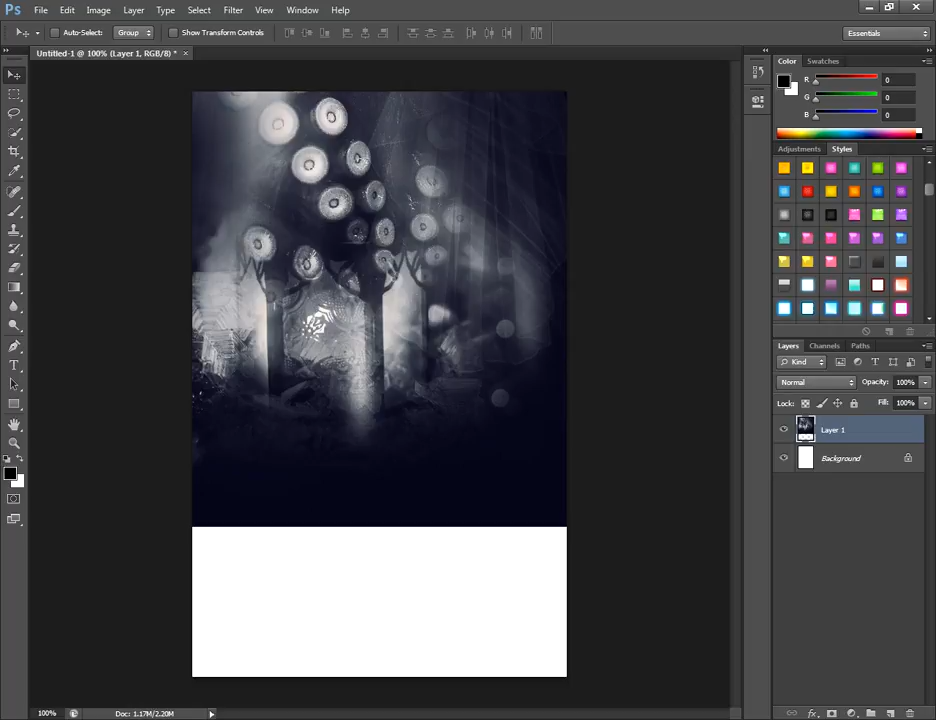 Ps File Edit Image Layer Type Select Filter View Window Help
Auto-Select: Group Show Transform Controls Essentials
Untitled-1 @ 100% (Layer 1, RGB/8) * ×
Color Swatches
R 0
G 0
B 0
Adjustments Styles
Layers Channels Paths
Kind
Normal Opacity: 100%
Lock: Fill: 100%
Layer 1
Background
100% Doc: 1.17M/2.20M